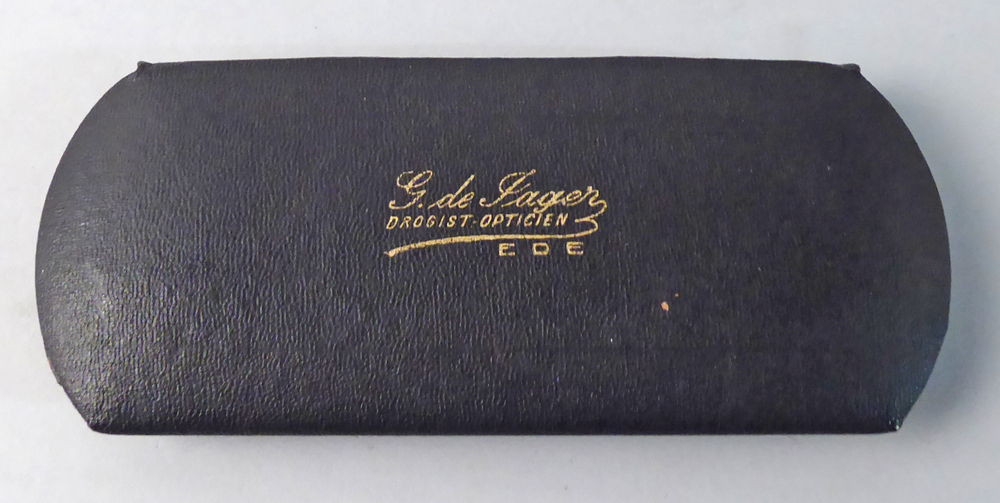 G. de Jager
DROGIST-OPTICIEN
EDE